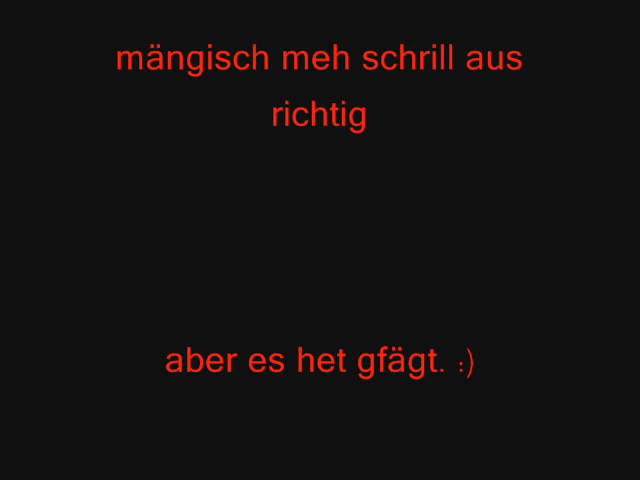 mängisch meh schrill aus
richtig
aber es het gfägt. :)